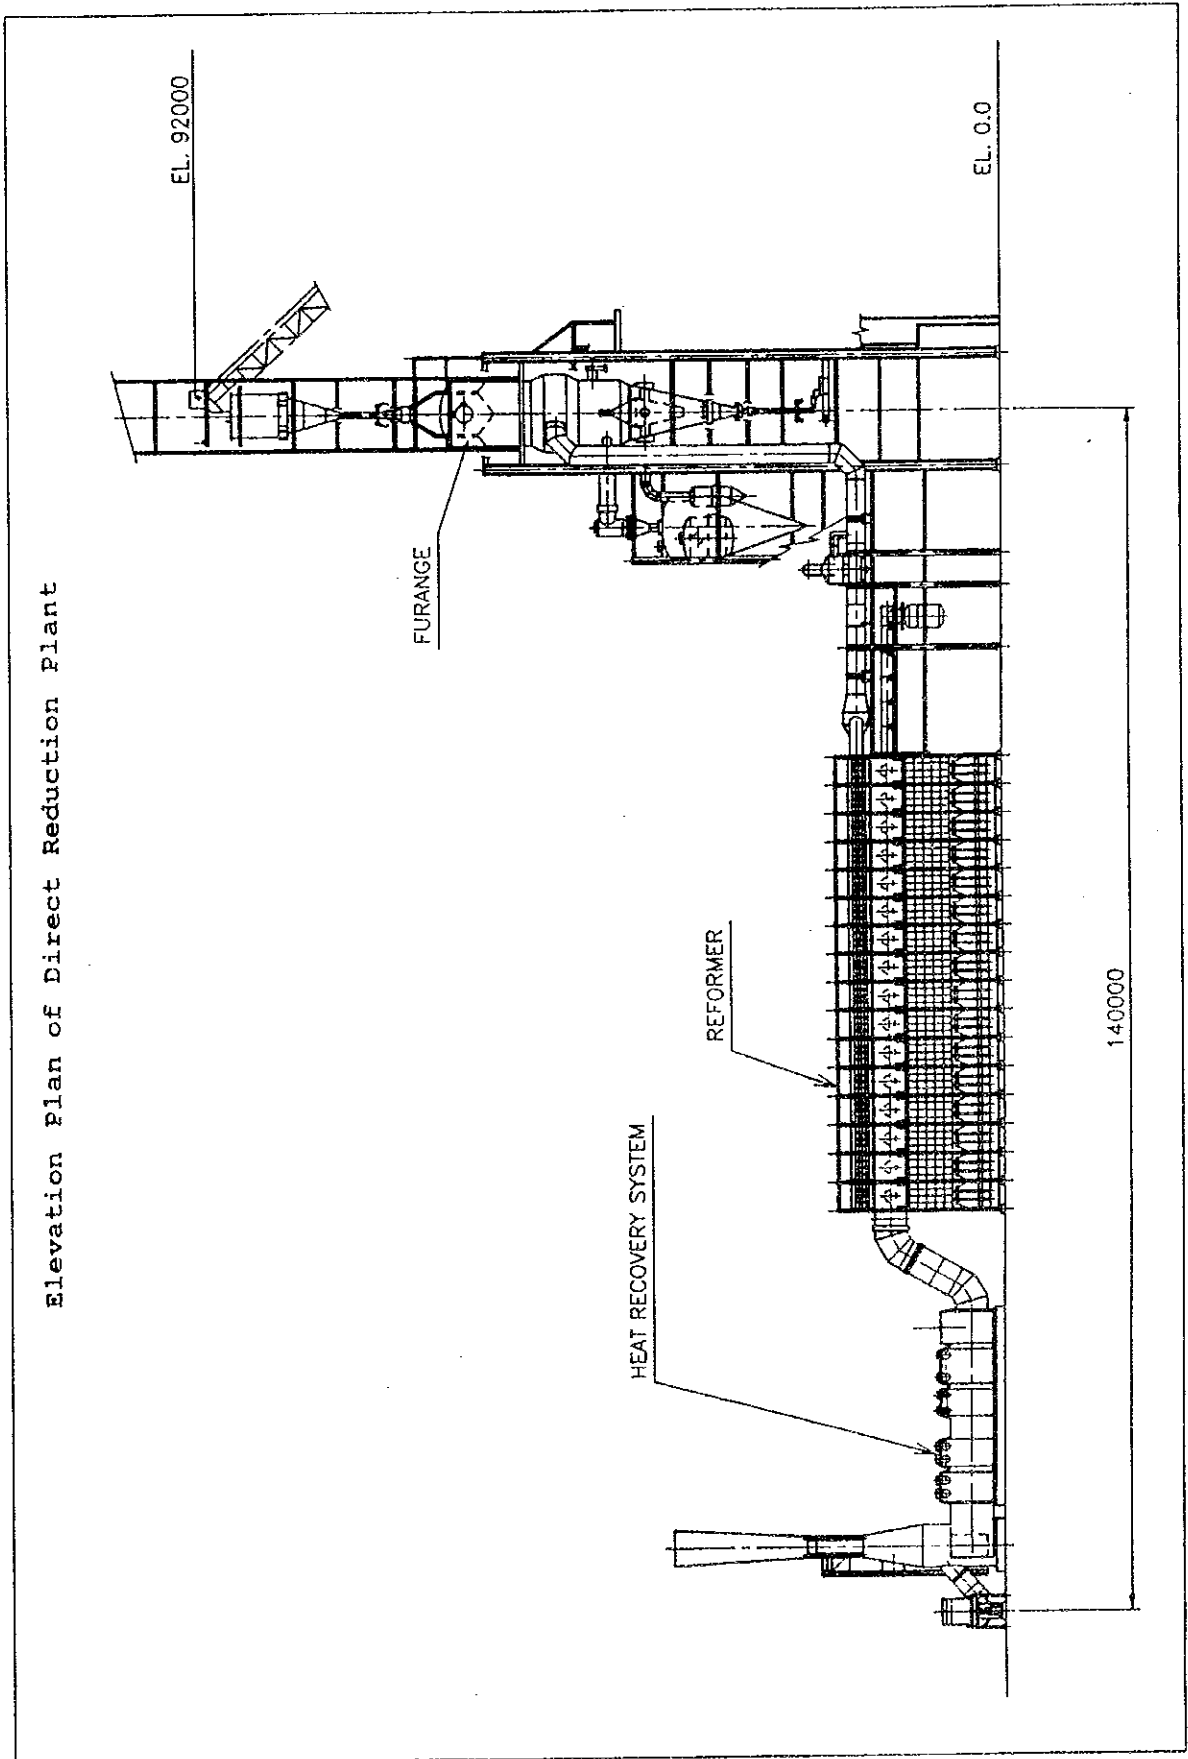 Elevation Plan of Direct Reduction Plant
EL. 92000
FURANGE
EL. 0.0
REFORMER
HEAT RECOVERY SYSTEM
140000